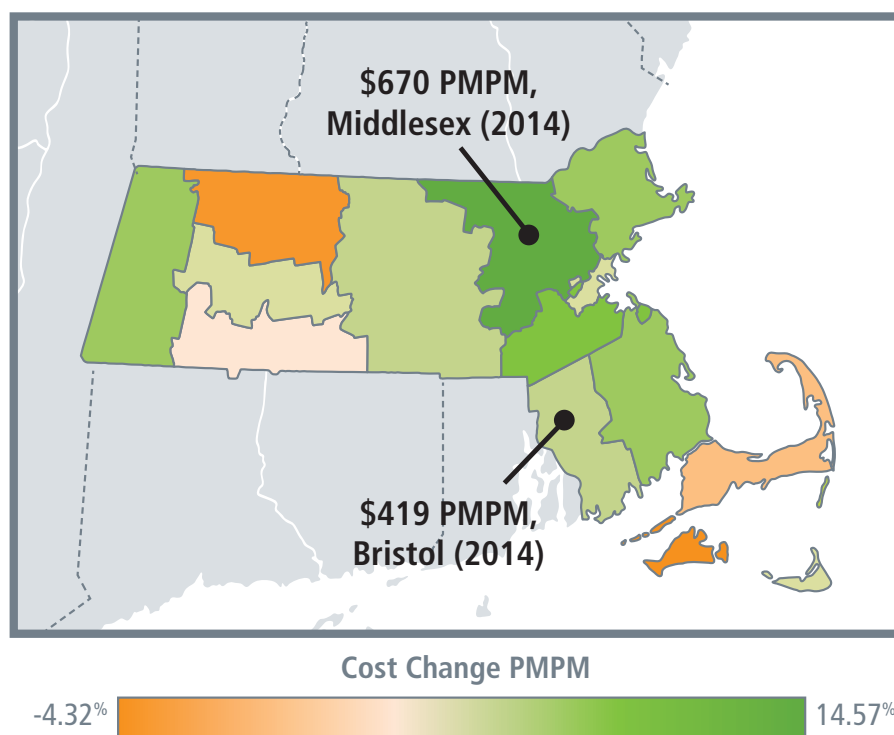 $670 PMPM,
Middlesex (2014)
$419 PMPM,
Bristol (2014)
Cost Change PMPM
-4.32%
14.57%